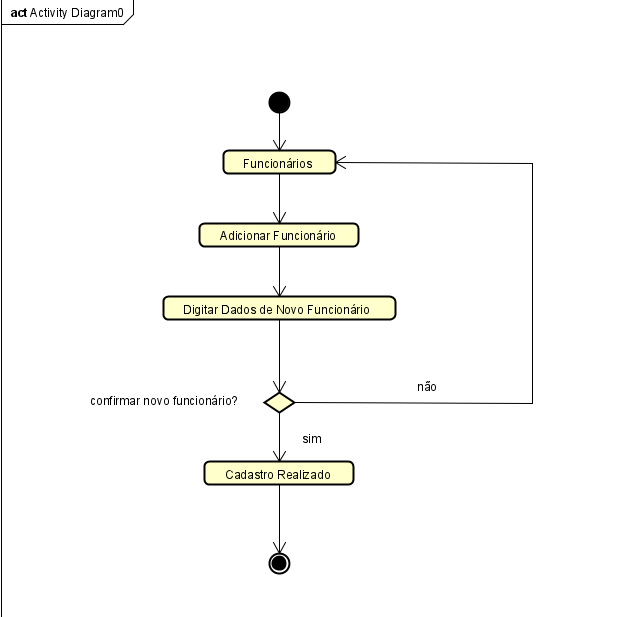 act Activity Diagram0
Funcionários
Adicionar Funcionário
Digitar Dados de Novo Funcionário
confirmar novo funcionário?
não
sim
Cadastro Realizado